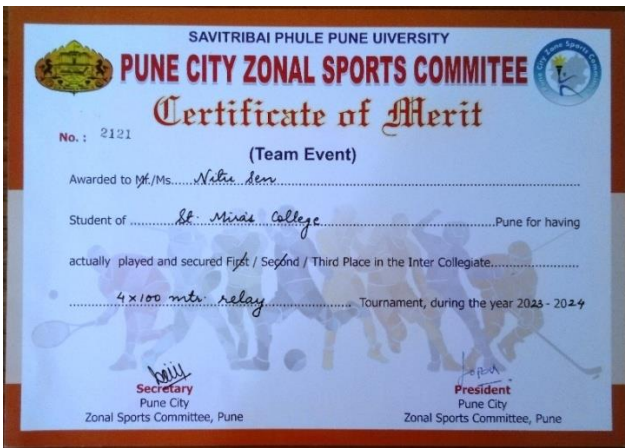 SAVITRIBAI PHULE PUNE UIVERSITY
PUNE CITY ZONAL SPORTS COMMITEE
Certificate of Merit
No. : 2121
(Team Event)
Awarded to Mr./Ms. Nitu Sen
Student of St. Mira's College Pune for having
actually played and secured First / Second / Third Place in the Inter Collegiate
4x100 mtr. relay Tournament, during the year 2023 - 2024
Secretary
Pune City
Zonal Sports Committee, Pune
President
Pune City
Zonal Sports Committee, Pune